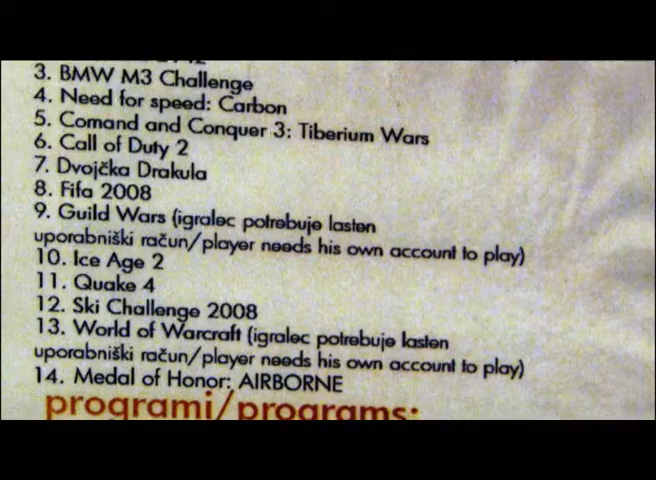 3. BMW M3 Challenge
4. Need for speed: Carbon
5. Comand and Conquer 3: Tiberium Wars
6. Call of Duty 2
7. Dvojčka Drakula
8. Fifa 2008
9. Guild Wars (igralec potrebuje lasten
uporabniški račun/player needs his own account to play)
10. Ice Age 2
11. Quake 4
12. Ski Challenge 2008
13. World of Warcraft (igralec potrebuje lasten
uporabniški račun/player needs his own account to play)
14. Medal of Honor: AIRBORNE
programi/programs: